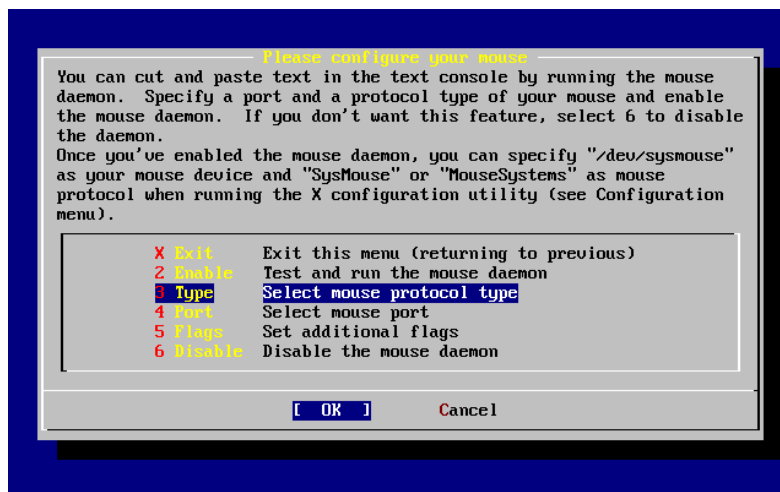 Please configure your mouse
You can cut and paste text in the text console by running the mouse
daemon.  Specify a port and a protocol type of your mouse and enable
the mouse daemon.  If you don't want this feature, select 6 to disable
the daemon.
Once you've enabled the mouse daemon, you can specify "/dev/sysmouse"
as your mouse device and "SysMouse" or "MouseSystems" as mouse
protocol when running the X configuration utility (see Configuration
menu).
X Exit Exit this menu (returning to previous)
2 Enable Test and run the mouse daemon
3 Type Select mouse protocol type
4 Port Select mouse port
5 Flags Set additional flags
6 Disable Disable the mouse daemon
[ OK ] Cancel